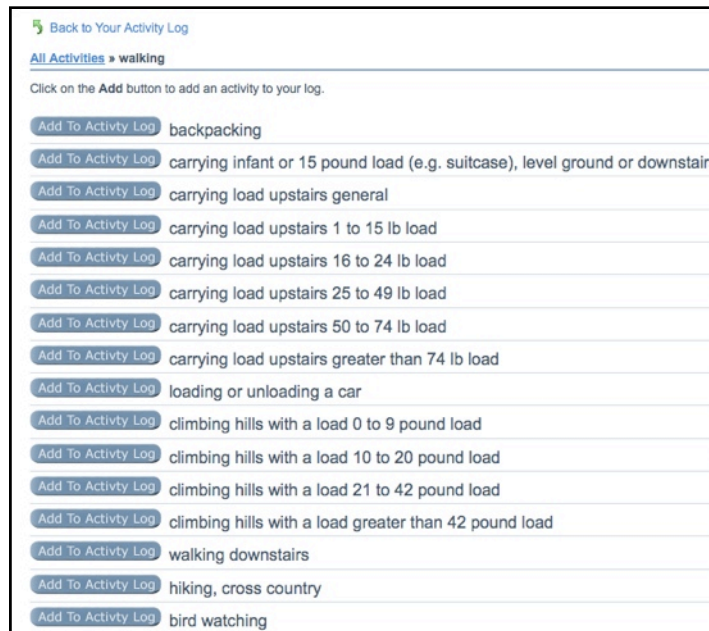 Back to Your Activity Log
All Activities » walking
Click on the Add button to add an activity to your log.
Add To Activty Log backpacking
Add To Activty Log carrying infant or 15 pound load (e.g. suitcase), level ground or downstair
Add To Activty Log carrying load upstairs general
Add To Activty Log carrying load upstairs 1 to 15 lb load
Add To Activty Log carrying load upstairs 16 to 24 lb load
Add To Activty Log carrying load upstairs 25 to 49 lb load
Add To Activty Log carrying load upstairs 50 to 74 lb load
Add To Activty Log carrying load upstairs greater than 74 lb load
Add To Activty Log loading or unloading a car
Add To Activty Log climbing hills with a load 0 to 9 pound load
Add To Activty Log climbing hills with a load 10 to 20 pound load
Add To Activty Log climbing hills with a load 21 to 42 pound load
Add To Activty Log climbing hills with a load greater than 42 pound load
Add To Activty Log walking downstairs
Add To Activty Log hiking, cross country
Add To Activty Log bird watching